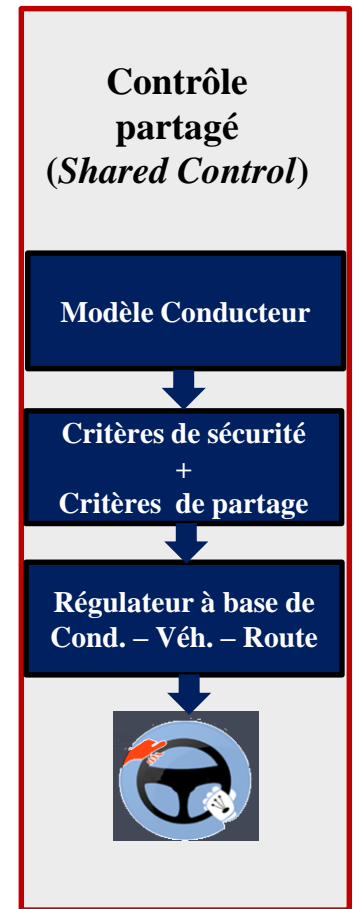 Contrôle
partagé
(Shared Control)
Modèle Conducteur
Critères de sécurité
+
Critères de partage
Régulateur à base de
Cond. – Véh. – Route